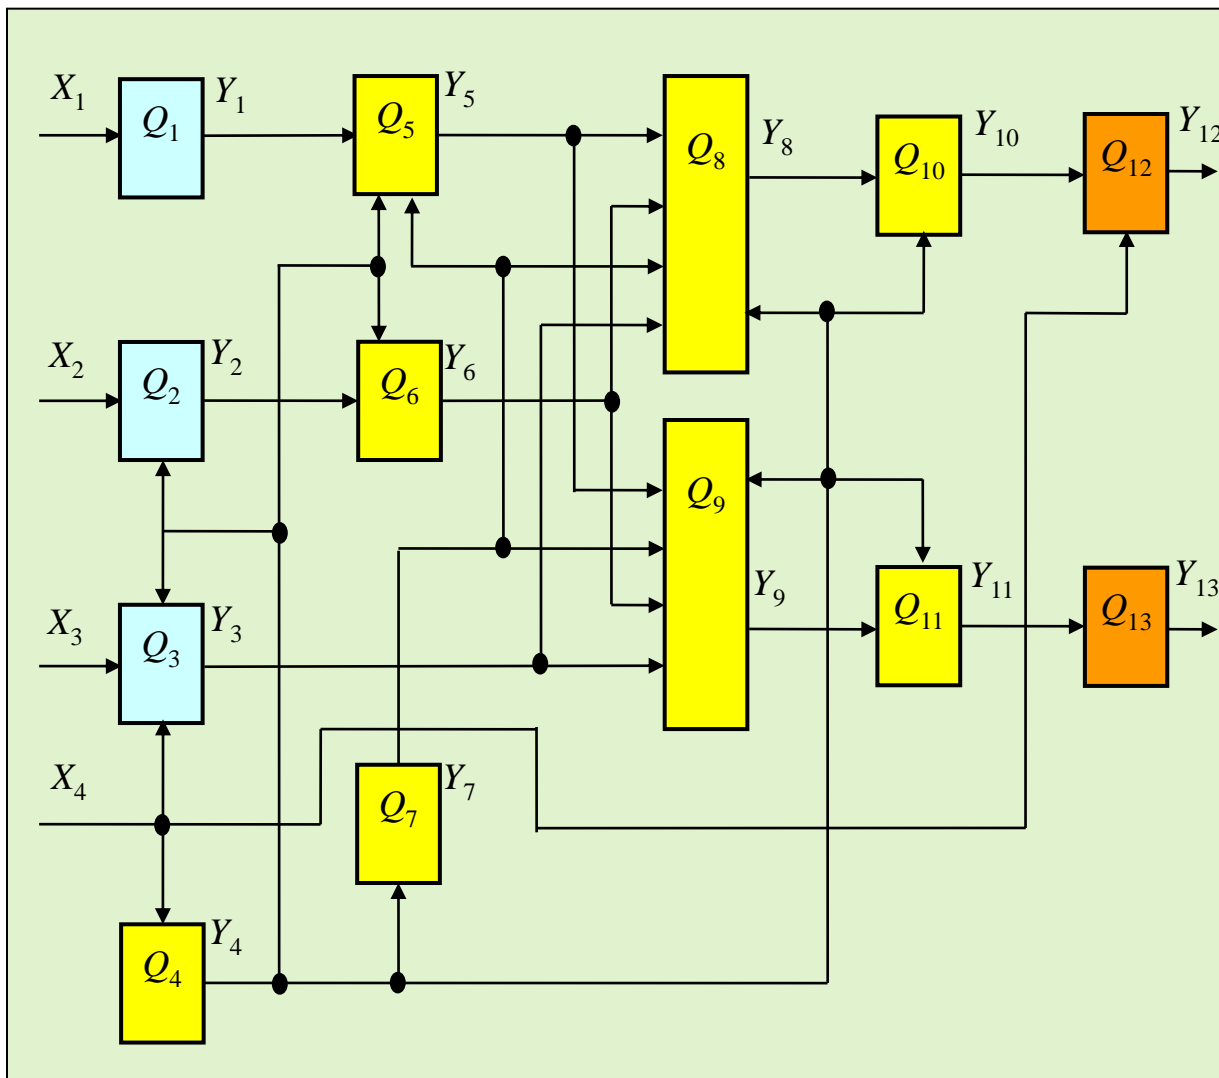 X₁ Q₁ Y₁ Q₅ Y₅ Q₈ Y₈ Q₁₀ Y₁₀ Q₁₂ Y₁₂
X₂ Q₂ Y₂ Q₆ Y₆
X₃ Q₃ Y₃ Q₉ Y₉ Q₁₁ Y₁₁ Q₁₃ Y₁₃
X₄ Q₇ Y₇
Q₄ Y₄